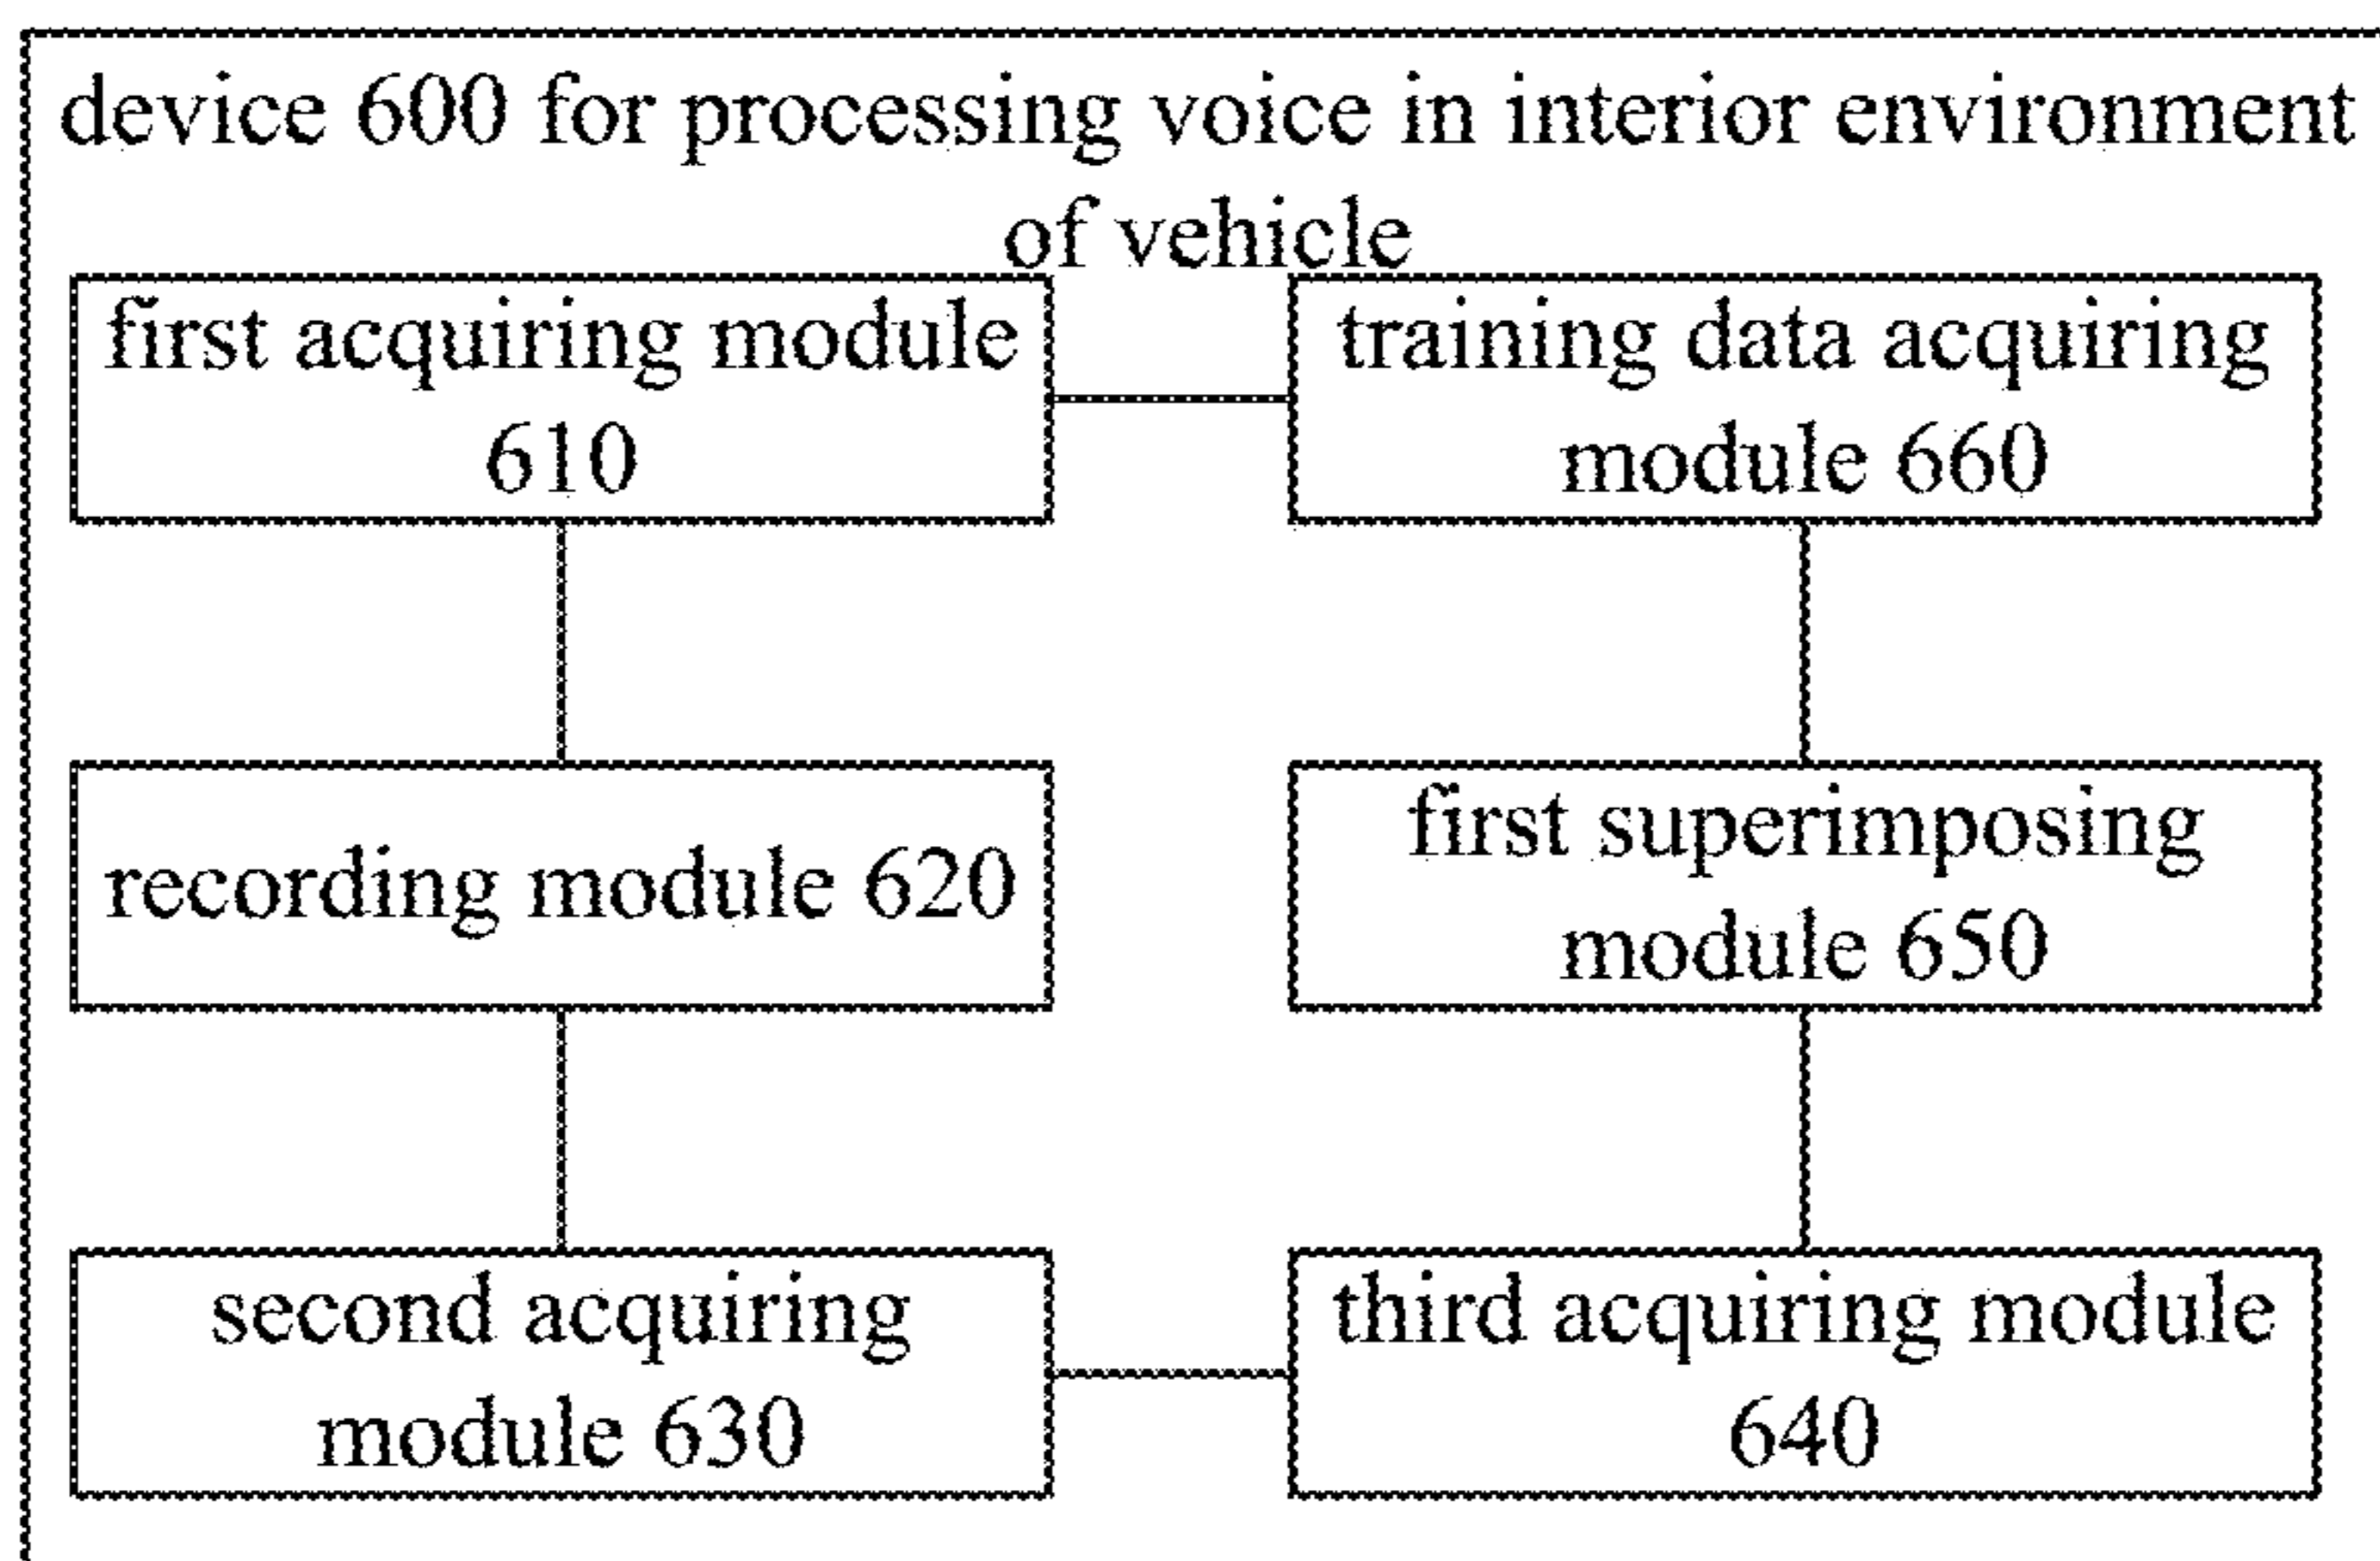 device 600 for processing voice in interior environment
of vehicle
first acquiring module
610
training data acquiring
module 660
recording module 620
first superimposing
module 650
second acquiring
module 630
third acquiring module
640